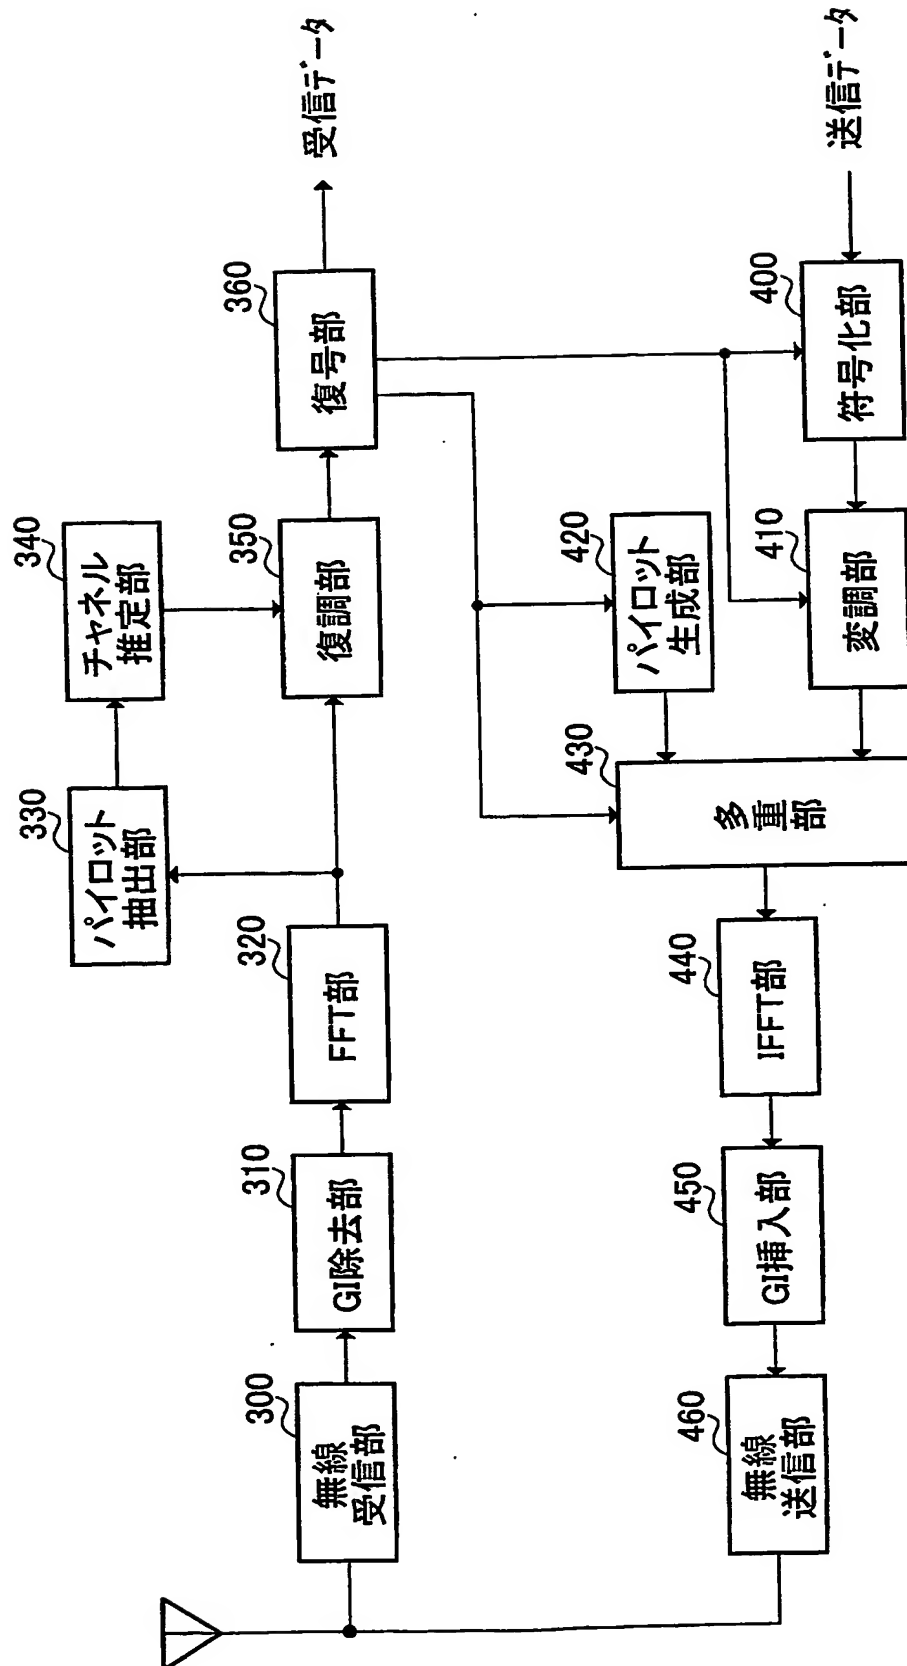 300
無線
受信部
310
GI除去部
320
FFT部
330
パイロット
抽出部
340
チャネル
推定部
350
復調部
360
復号部
受信データ
送信データ
400
符号化部
410
変調部
420
パイロット
生成部
430
多重部
440
IFFT部
450
GI挿入部
460
無線
送信部